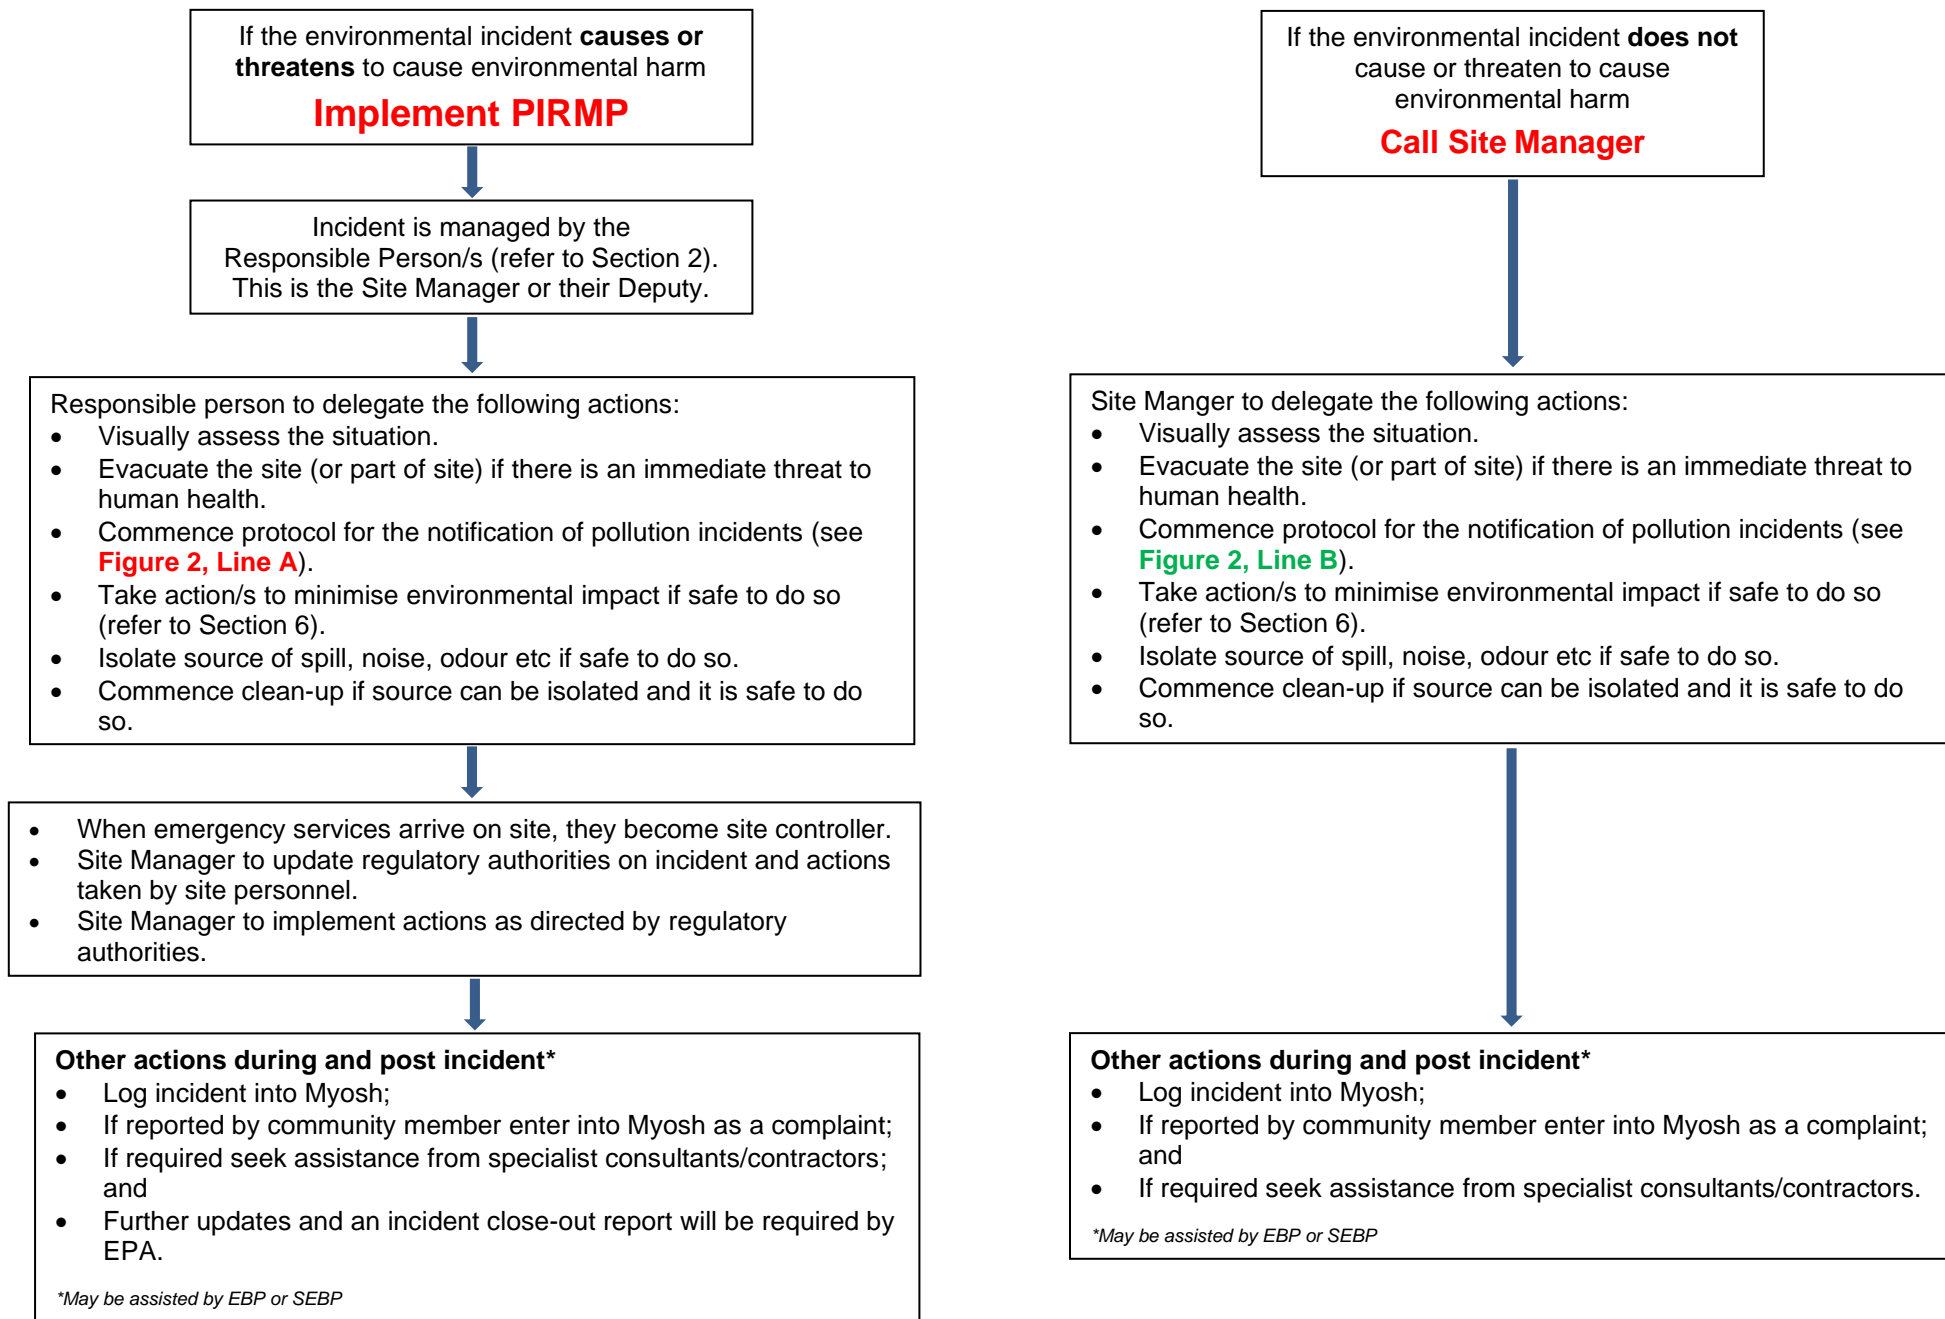 If the environmental incident causes or
threatens to cause environmental harm
Implement PIRMP
Incident is managed by the
Responsible Person/s (refer to Section 2).
This is the Site Manager or their Deputy.
Responsible person to delegate the following actions:
• Visually assess the situation.
• Evacuate the site (or part of site) if there is an immediate threat to
human health.
• Commence protocol for the notification of pollution incidents (see
Figure 2, Line A).
• Take action/s to minimise environmental impact if safe to do so
(refer to Section 6).
• Isolate source of spill, noise, odour etc if safe to do so.
• Commence clean-up if source can be isolated and it is safe to do
so.
• When emergency services arrive on site, they become site controller.
• Site Manager to update regulatory authorities on incident and actions
taken by site personnel.
• Site Manager to implement actions as directed by regulatory
authorities.
Other actions during and post incident*
• Log incident into Myosh;
• If reported by community member enter into Myosh as a complaint;
• If required seek assistance from specialist consultants/contractors;
and
• Further updates and an incident close-out report will be required by
EPA.
*May be assisted by EBP or SEBP
If the environmental incident does not
cause or threaten to cause
environmental harm
Call Site Manager
Site Manger to delegate the following actions:
• Visually assess the situation.
• Evacuate the site (or part of site) if there is an immediate threat to
human health.
• Commence protocol for the notification of pollution incidents (see
Figure 2, Line B).
• Take action/s to minimise environmental impact if safe to do so
(refer to Section 6).
• Isolate source of spill, noise, odour etc if safe to do so.
• Commence clean-up if source can be isolated and it is safe to do
so.
Other actions during and post incident*
• Log incident into Myosh;
• If reported by community member enter into Myosh as a complaint;
and
• If required seek assistance from specialist consultants/contractors.
*May be assisted by EBP or SEBP